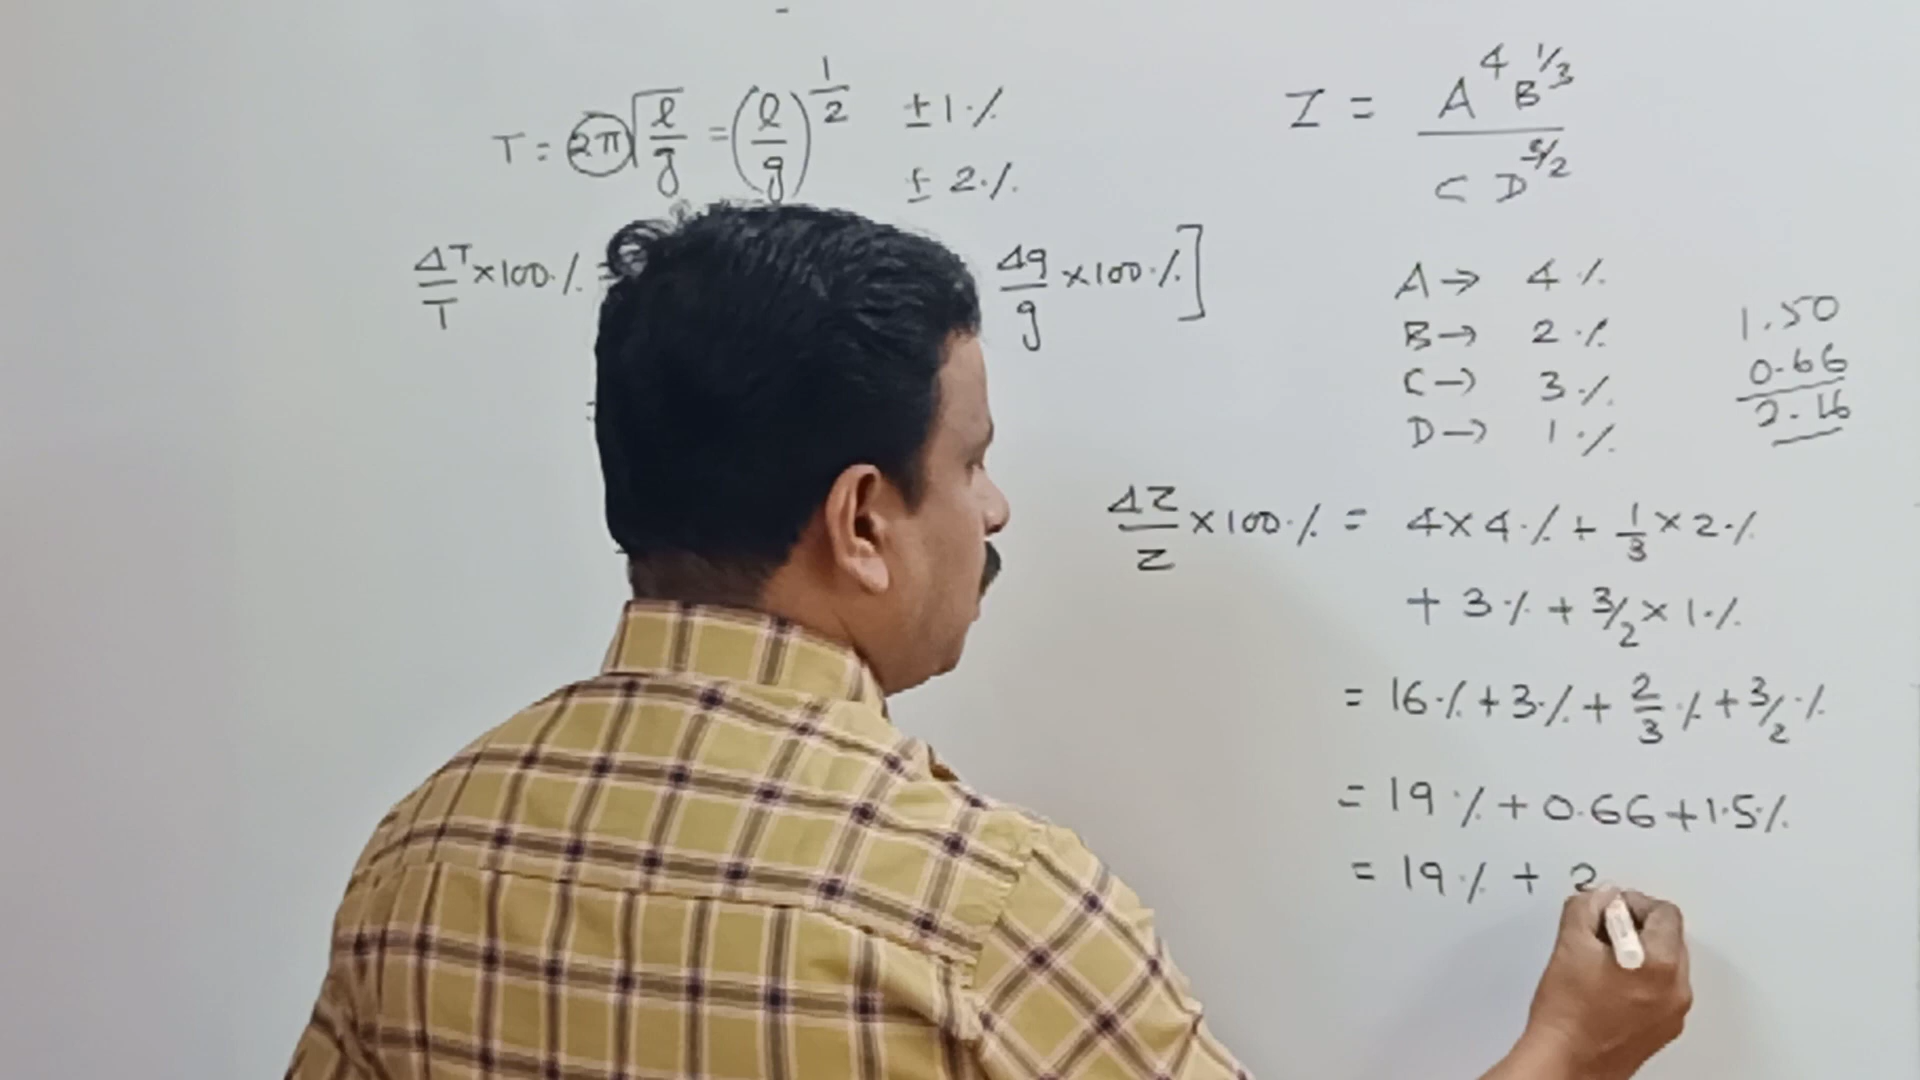 T = 2π√(l/g) = (l/g)^1/2 ± 1%
± 2%
ΔT/T × 100% =
Δg/g × 100%]
Z = A^4 B^1/3 / C D^3/2
A → 4%
B → 2%
C → 3%
D → 1%
1.50
0.66
2.16
ΔZ/Z × 100% = 4 × 4% + 1/3 × 2%
+ 3% + 3/2 × 1%
= 16% + 3% + 2/3 % + 3/2 %
= 19% + 0.66 + 1.5%
= 19% + 2